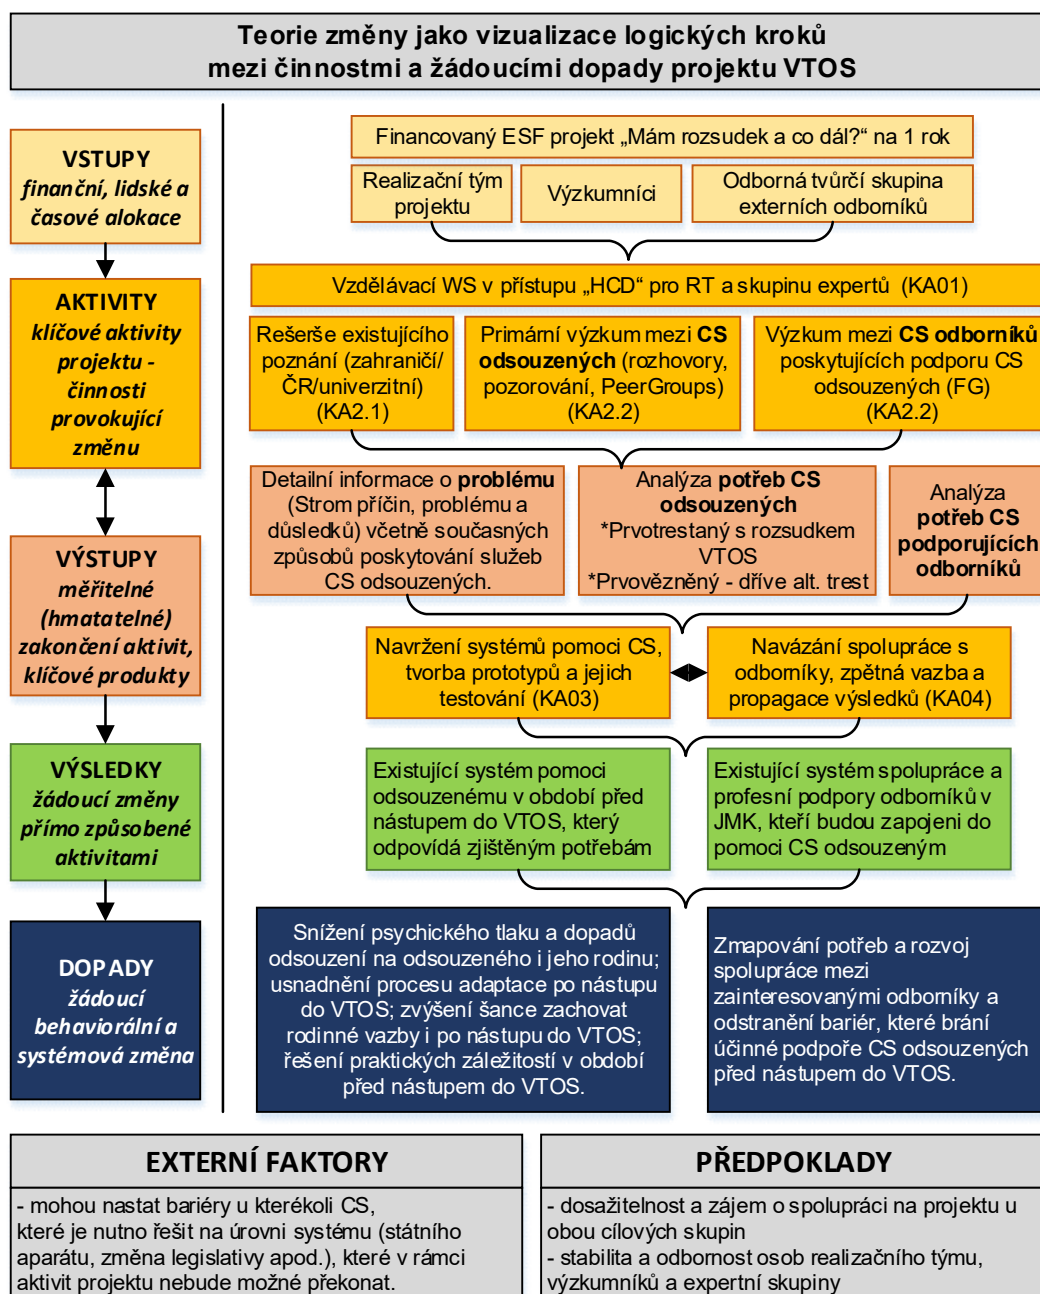 Teorie změny jako vizualizace logických kroků
mezi činnostmi a žádoucími dopady projektu VTOS
VSTUPY
finanční, lidské a
časové alokace
Financovaný ESF projekt „Mám rozsudek a co dál?“ na 1 rok
Realizační tým
projektu
Výzkumníci
Odborná tvůrčí skupina
externích odborníků
AKTIVITY
klíčové aktivity
projektu -
činnosti
provokující
změnu
Vzdělávací WS v přístupu „HCD“ pro RT a skupinu expertů (KA01)
Rešerše existujícího
poznání (zahraničí/
ČR/univerzitní)
(KA2.1)
Primární výzkum mezi CS
odsouzených (rozhovory,
pozorování, PeerGroups)
(KA2.2)
Výzkum mezi CS odborníků
poskytujících podporu CS
odsouzených (FG)
(KA2.2)
VÝSTUPY
měřitelné
(hmatatelné)
zakončení aktivit,
klíčové produkty
Detailní informace o problému
(Strom příčin, problému a
důsledků) včetně současných
způsobů poskytování služeb
CS odsouzených.
Analýza potřeb CS
odsouzených
*Prvotrestaný s rozsudkem
VTOS
*Prvovězněný - dříve alt. trest
Analýza
potřeb CS
podporujících
odborníků
Navržení systémů pomoci CS,
tvorba prototypů a jejich
testování (KA03)
Navázání spolupráce s
odborníky, zpětná vazba a
propagace výsledků (KA04)
VÝSLEDKY
žádoucí změny
přímo způsobené
aktivitami
Existující systém pomoci
odsouzenému v období před
nástupem do VTOS, který
odpovídá zjištěným potřebám
Existující systém spolupráce a
profesní podpory odborníků v
JMK, kteří budou zapojeni do
pomoci CS odsouzeným
DOPADY
žádoucí
behaviorální a
systémová změna
Snížení psychického tlaku a dopadů
odsouzení na odsouzeného i jeho rodinu;
usnadnění procesu adaptace po nástupu
do VTOS; zvýšení šance zachovat
rodinné vazby i po nástupu do VTOS;
řešení praktických záležitostí v období
před nástupem do VTOS.
Zmapování potřeb a rozvoj
spolupráce mezi
zainteresovanými odborníky a
odstranění bariér, které brání
účinné podpoře CS odsouzených
před nástupem do VTOS.
EXTERNÍ FAKTORY
- mohou nastat bariéry u kterékoli CS,
které je nutno řešit na úrovni systému (státního
aparátu, změna legislativy apod.), které v rámci
aktivit projektu nebude možné překonat.
PŘEDPOKLADY
- dosažitelnost a zájem o spolupráci na projektu u
obou cílových skupin
- stabilita a odbornost osob realizačního týmu,
výzkumníků a expertní skupiny